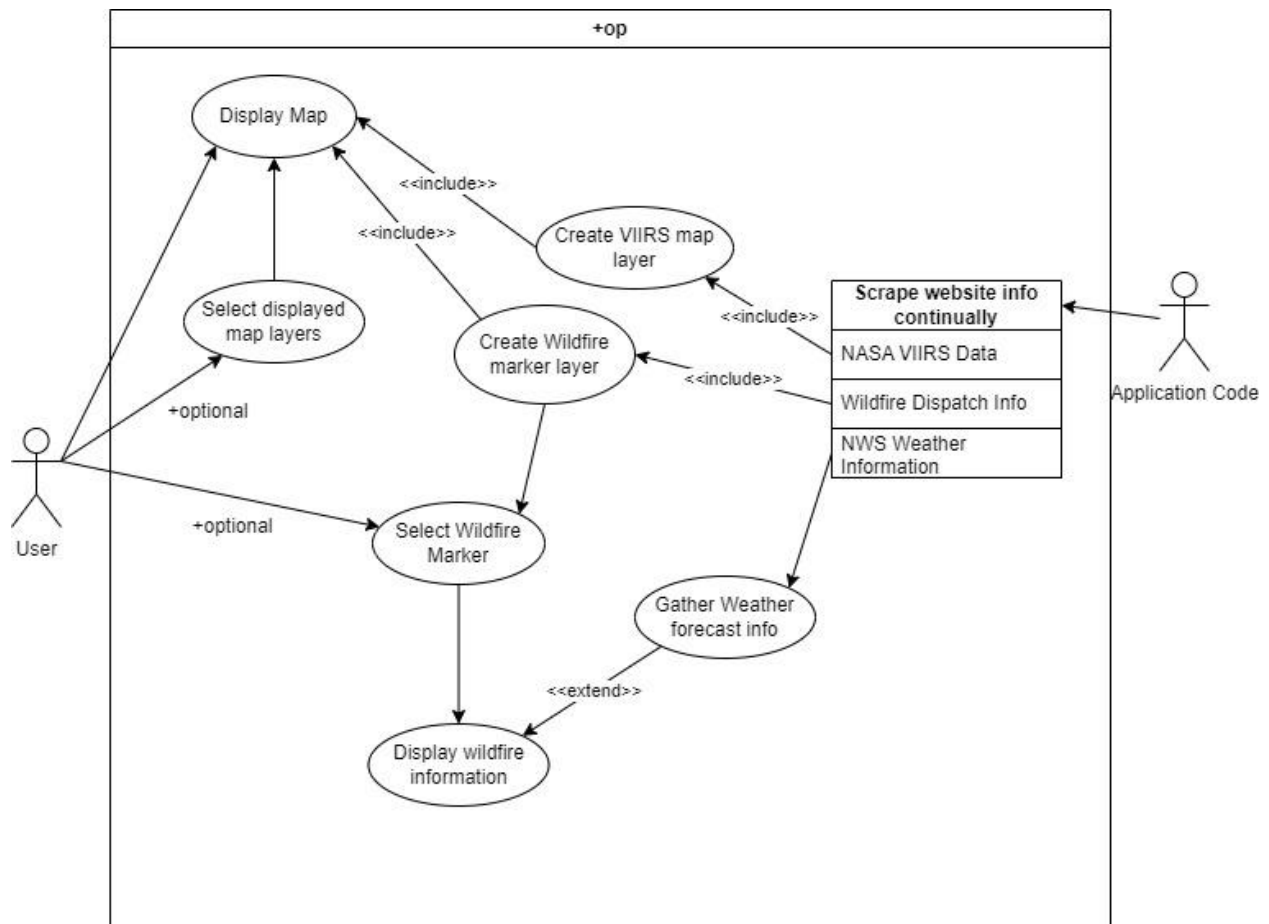 +op
Display Map
<<include>>
<<include>>
Create VIIRS map
layer
Select displayed
map layers
Scrape website info
continually
<<include>>
Create Wildfire
marker layer
NASA VIIRS Data
<<include>>
Application Code
Wildfire Dispatch Info
+optional
NWS Weather
Information
+optional
User
Select Wildfire
Marker
Gather Weather
forecast info
<<extend>>
Display wildfire
information